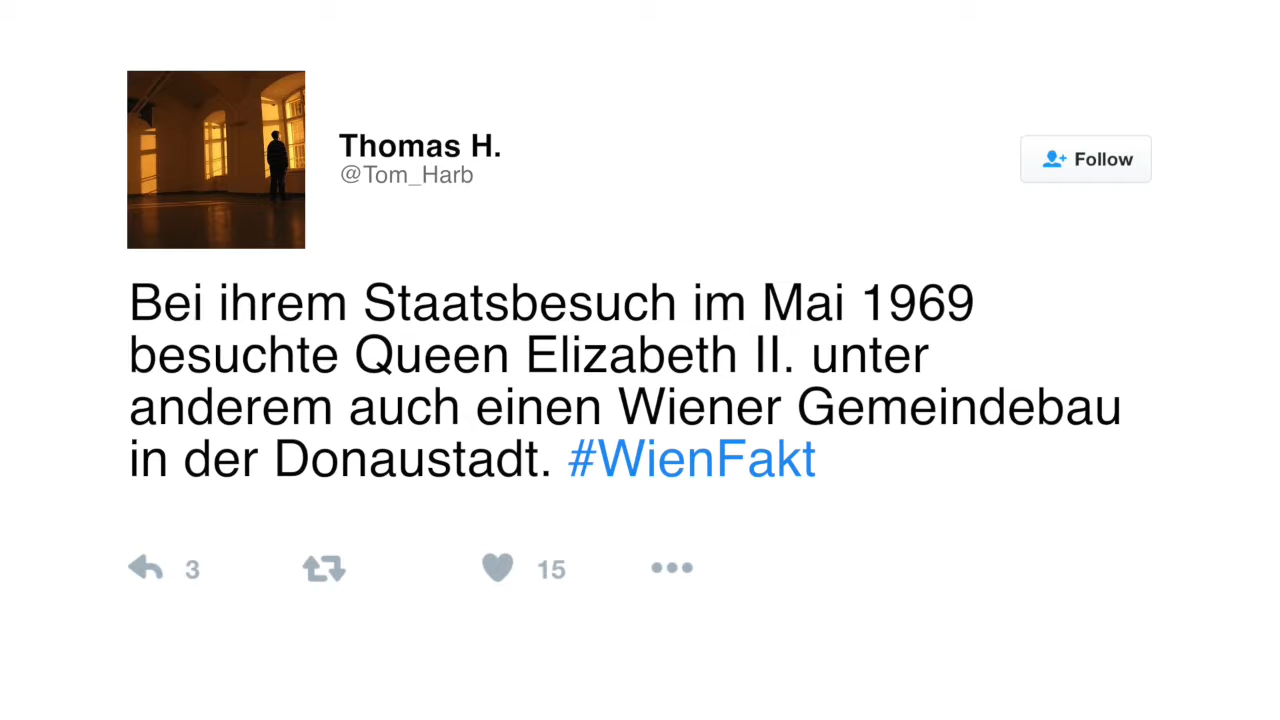 Thomas H.
@Tom_Harb
Follow
Bei ihrem Staatsbesuch im Mai 1969
besuchte Queen Elizabeth II. unter
anderem auch einen Wiener Gemeindebau
in der Donaustadt. #WienFakt
3
15